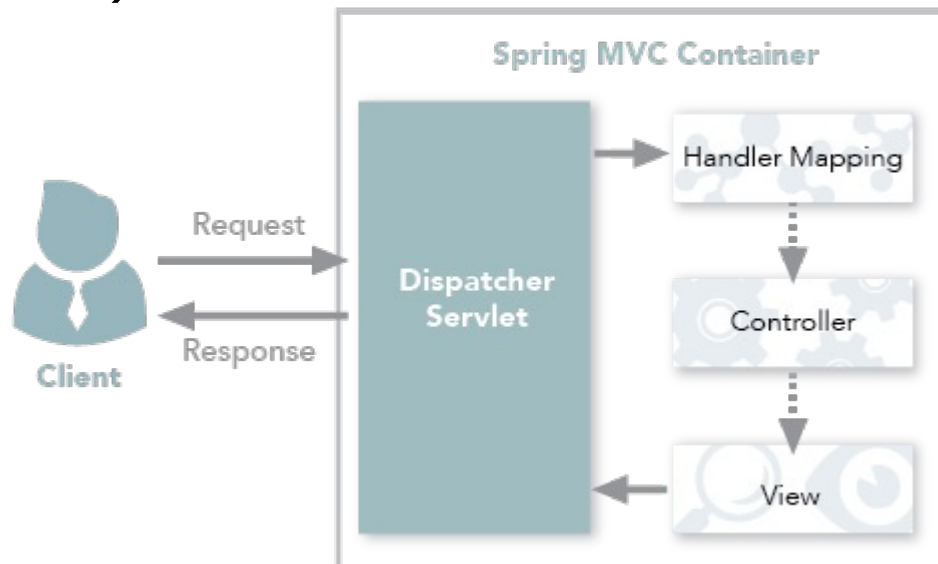 Spring MVC Container
Handler Mapping
Request
Dispatcher
Servlet
Controller
Response
Client
View